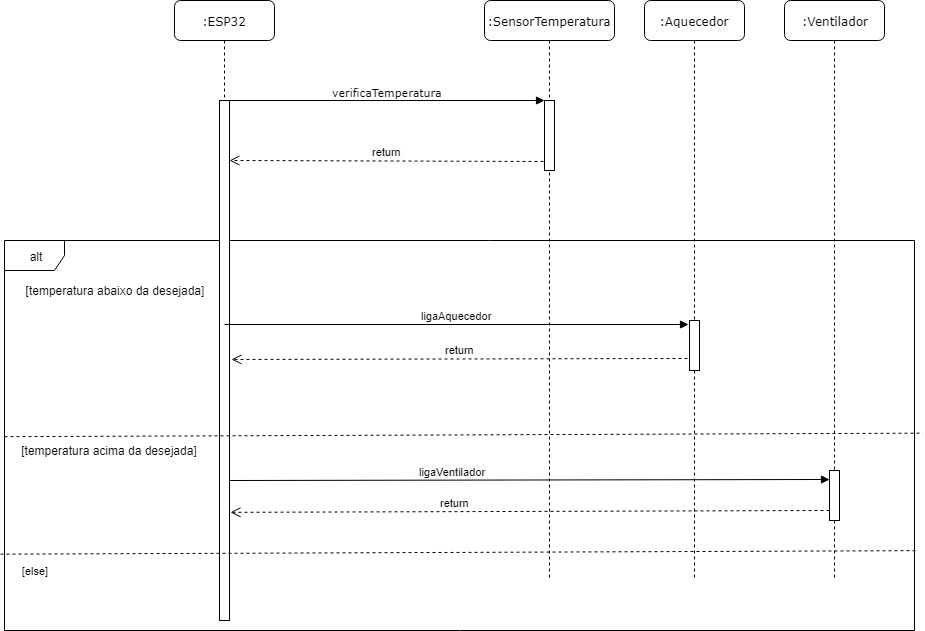 :ESP32
:SensorTemperatura
:Aquecedor
:Ventilador
verificaTemperatura
return
alt
[temperatura abaixo da desejada]
ligaAquecedor
return
[temperatura acima da desejada]
ligaVentilador
return
[else]